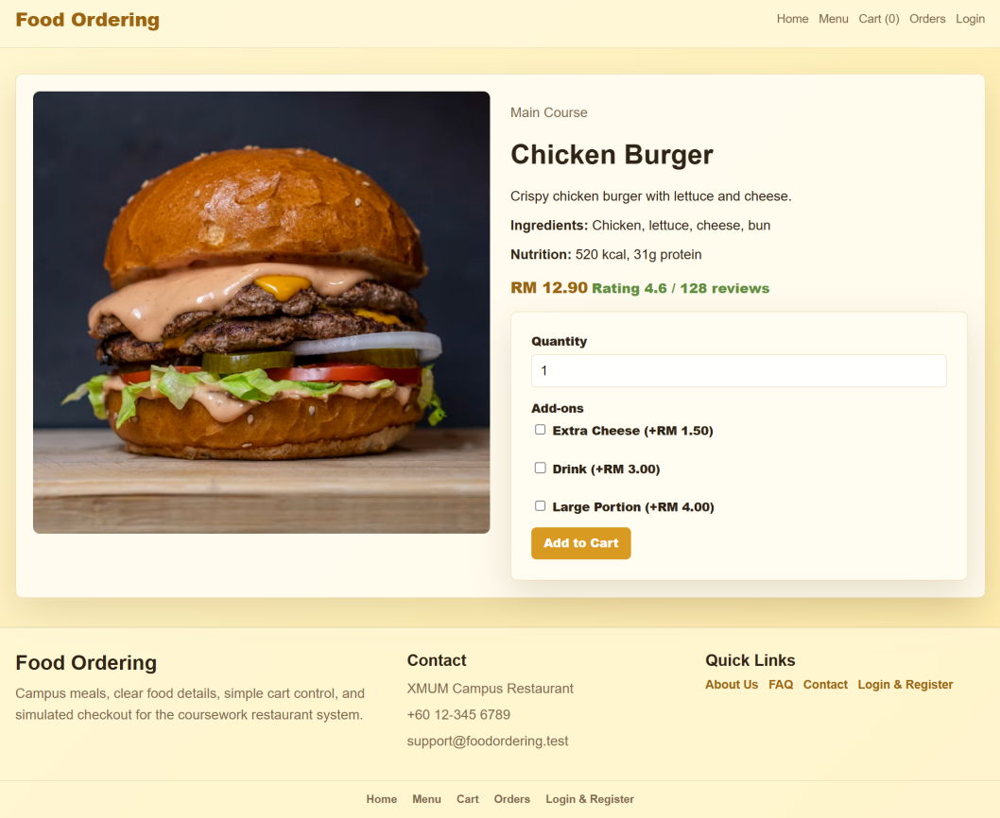 Food Ordering
Home Menu Cart (0) Orders Login
Main Course
Chicken Burger
Crispy chicken burger with lettuce and cheese.
Ingredients: Chicken, lettuce, cheese, bun
Nutrition: 520 kcal, 31g protein
RM 12.90 Rating 4.6 / 128 reviews
Quantity
1
Add-ons
Extra Cheese (+RM 1.50)
Drink (+RM 3.00)
Large Portion (+RM 4.00)
Add to Cart
Food Ordering
Campus meals, clear food details, simple cart control, and
simulated checkout for the coursework restaurant system.
Contact
XMUM Campus Restaurant
+60 12-345 6789
support@foodordering.test
Quick Links
About Us FAQ Contact Login & Register
Home Menu Cart Orders Login & Register